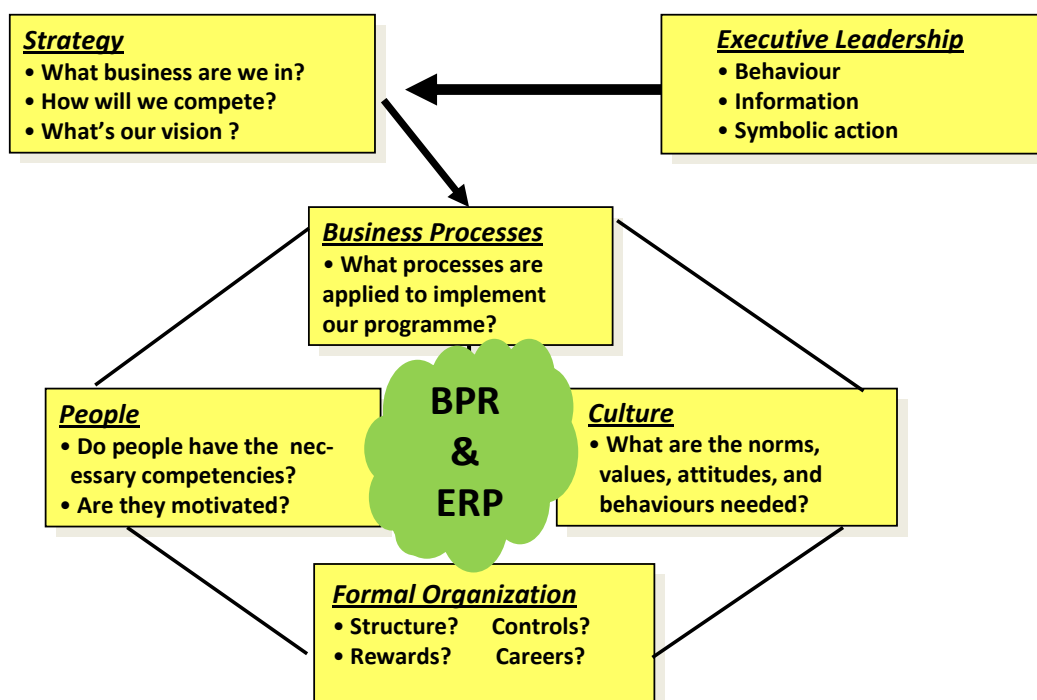 Strategy
• What business are we in?
• How will we compete?
• What's our vision ?
Executive Leadership
• Behaviour
• Information
• Symbolic action
Business Processes
• What processes are
applied to implement
our programme?
People
• Do people have the nec-
essary competencies?
• Are they motivated?
BPR
&
ERP
Culture
• What are the norms,
values, attitudes, and
behaviours needed?
Formal Organization
• Structure? Controls?
• Rewards? Careers?